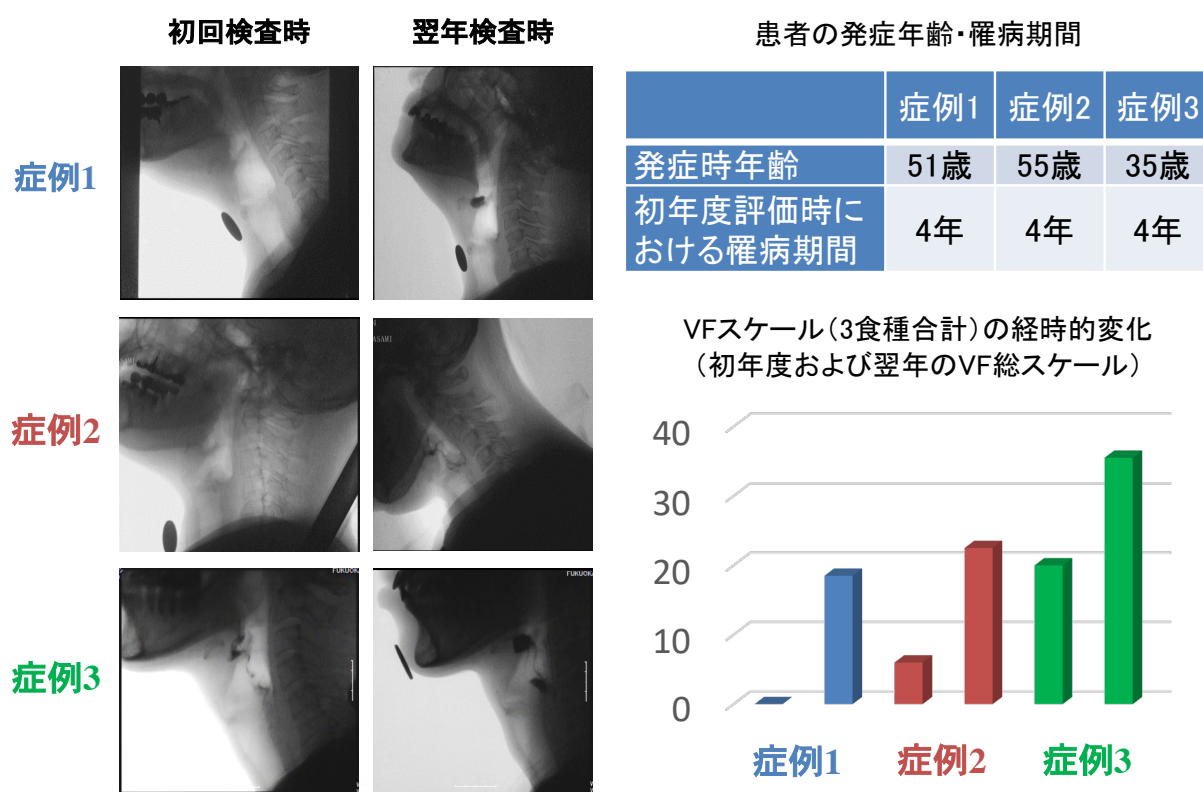 初回検査時
翌年検査時
患者の発症年齢・罹病期間
症例1
症例2
症例3
発症時年齢
51歳
55歳
35歳
初年度評価時に
おける罹病期間
4年
4年
4年
症例1
症例2
症例3
ASAMI
FUKUOK
FUKUOK
VFスケール(3食種合計)の経時的変化
(初年度および翌年のVF総スケール)
40
30
20
10
0
症例1
症例2
症例3